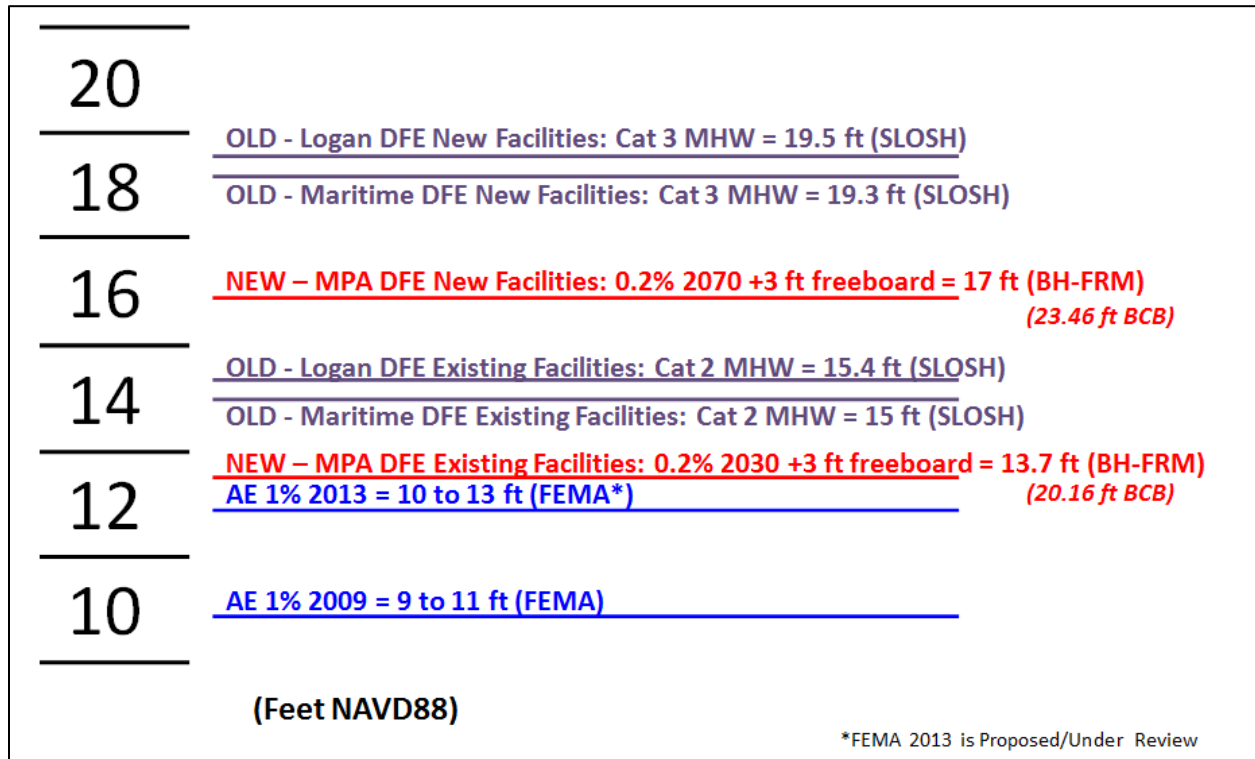 20
OLD - Logan DFE New Facilities: Cat 3 MHW = 19.5 ft (SLOSH)
18
OLD - Maritime DFE New Facilities: Cat 3 MHW = 19.3 ft (SLOSH)
16
NEW – MPA DFE New Facilities: 0.2% 2070 +3 ft freeboard = 17 ft (BH-FRM)
(23.46 ft BCB)
OLD - Logan DFE Existing Facilities: Cat 2 MHW = 15.4 ft (SLOSH)
14
OLD - Maritime DFE Existing Facilities: Cat 2 MHW = 15 ft (SLOSH)
NEW – MPA DFE Existing Facilities: 0.2% 2030 +3 ft freeboard = 13.7 ft (BH-FRM)
12
AE 1% 2013 = 10 to 13 ft (FEMA*)
(20.16 ft BCB)
10
AE 1% 2009 = 9 to 11 ft (FEMA)
(Feet NAVD88)
*FEMA 2013 is Proposed/Under Review